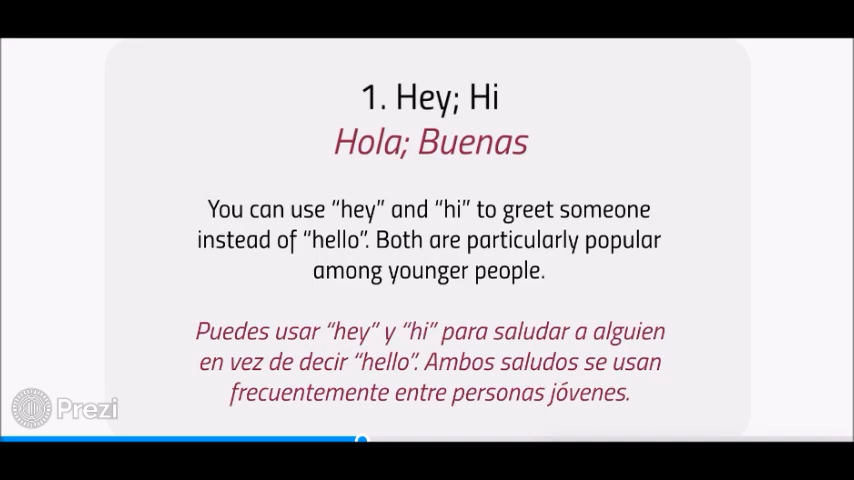 1. Hey; Hi
Hola; Buenas
You can use “hey” and “hi” to greet someone
instead of “hello”. Both are particularly popular
among younger people.
Puedes usar “hey” y “hi” para saludar a alguien
en vez de decir “hello”. Ambos saludos se usan
frecuentemente entre personas jóvenes.
Prezi